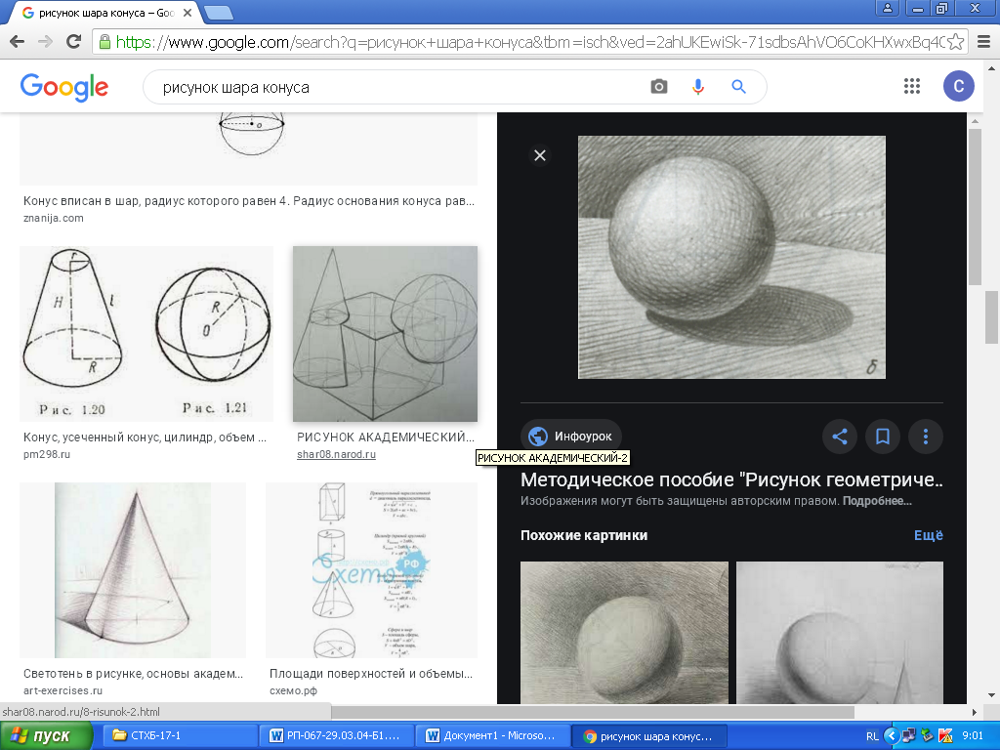 рисунок шара конуса – Goo
https://www.google.com/search?q=рисунок+шара+конуса&tbm=isch&ved=2ahUKEwiSk-71sdbsAhVO6CoKHXwxBq4Q
Google
рисунок шара конуса
С
Конус вписан в шар, радиус которого равен 4. Радиус основания конуса рав...
znanija.com
r
H
l
R
R
O
Рис. 1.20
Рис. 1.21
Конус, усеченный конус, цилиндр, объем ...
pm298.ru
РИСУНОК АКАДЕМИЧЕСКИЙ...
shar08.narod.ru
РИСУНОК АКАДЕМИЧЕСКИЙ-2
Схемо
РФ
Светотень в рисунке, основы академ...
art-exercises.ru
Площади поверхностей и объемы...
схемо.рф
б
Инфоурок
Методическое пособие "Рисунок геометриче..
Изображения могут быть защищены авторским правом. Подробнее...
Похожие картинки
Ещё
shar08.narod.ru/8-risunok-2.html
пуск
СТХБ-17-1
РП-067-29.03.04-Б1....
Документ1 - Microso...
рисунок шара конус...
RL
9:01